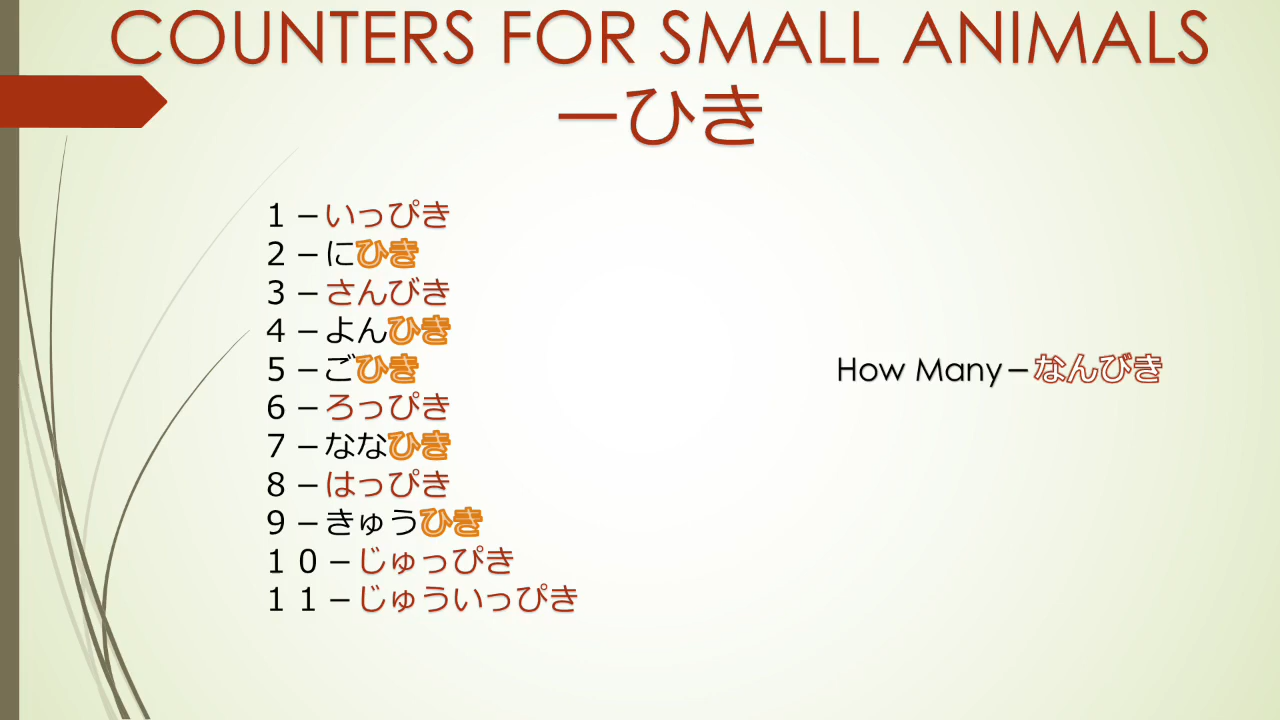 COUNTERS FOR SMALL ANIMALS
ーひき
１－いっぴき
２－にひき
３－さんびき
４－よんひき
５－ごひき
How Many－なんびき
６－ろっぴき
７－ななひき
８－はっぴき
９－きゅうひき
１０－じゅっぴき
１１－じゅういっぴき